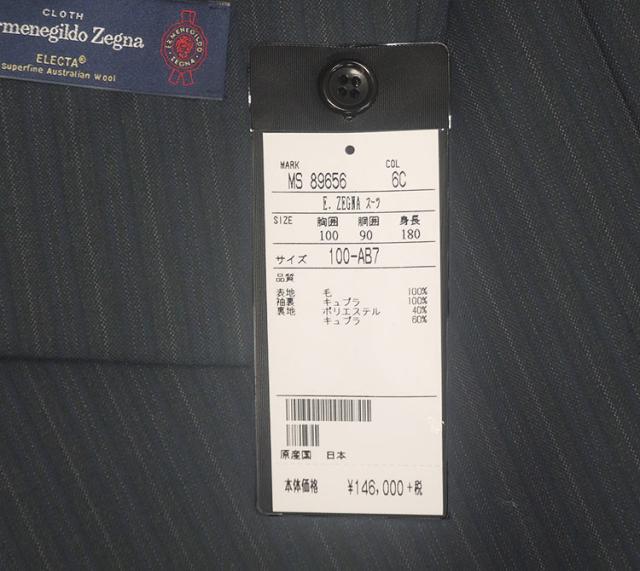 CLOTH
rmenegildo Zegna
ELECTA®
superfine Australian Wool
ERMENEGILDO ZEGNA
MARK COL
MS 89656 6C
E. ZEGNA スーツ
SIZE 胸囲 胴囲 身長
100 90 180
サイズ 100-AB7
品質
表地 毛 100%
袖裏 キュプラ 100%
裏地 ポリエステル 40%
キュプラ 60%
原産国 日本
本体価格 ¥146,000+税